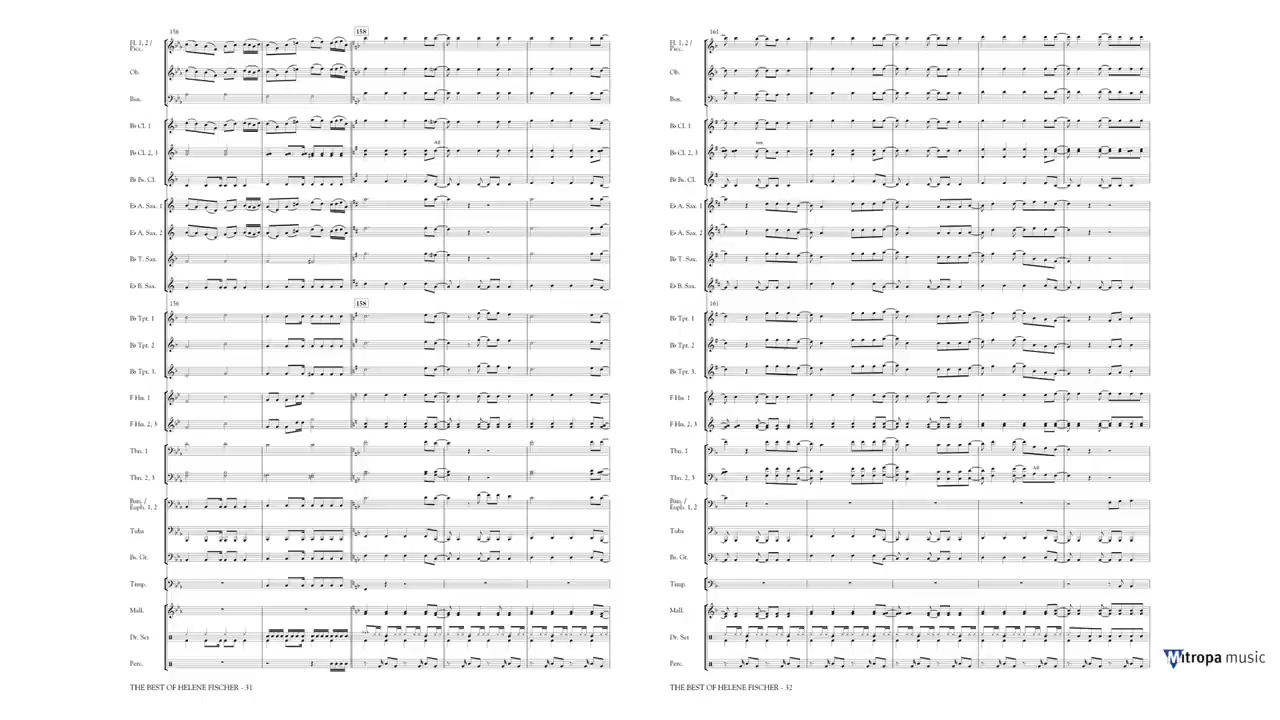 156
158
Fl. 1, 2 /
Picc.
Ob.
Bsn.
B♭ Cl. 1
B♭ Cl. 2, 3
B♭ Bs. Cl.
E♭ A. Sax. 1
E♭ A. Sax. 2
B♭ T. Sax.
E♭ B. Sax.
156
158
B♭ Tpt. 1
B♭ Tpt. 2
B♭ Tpt. 3.
F Hn. 1
F Hn. 2, 3
Tbn. 1
Tbn. 2, 3
Bar. /
Euph. 1, 2
Tuba
Bs. Gt.
Timp.
Mall.
Dr. Set
Perc.
THE BEST OF HELENE FISCHER - 31
161
Fl. 1, 2 /
Picc.
Ob.
Bsn.
B♭ Cl. 1
B♭ Cl. 2, 3
B♭ Bs. Cl.
E♭ A. Sax. 1
E♭ A. Sax. 2
B♭ T. Sax.
E♭ B. Sax.
161
B♭ Tpt. 1
B♭ Tpt. 2
B♭ Tpt. 3.
F Hn. 1
F Hn. 2, 3
Tbn. 1
Tbn. 2, 3
Bar. /
Euph. 1, 2
Tuba
Bs. Gt.
Timp.
Mall.
Dr. Set
Perc.
THE BEST OF HELENE FISCHER - 32
Mitropa music